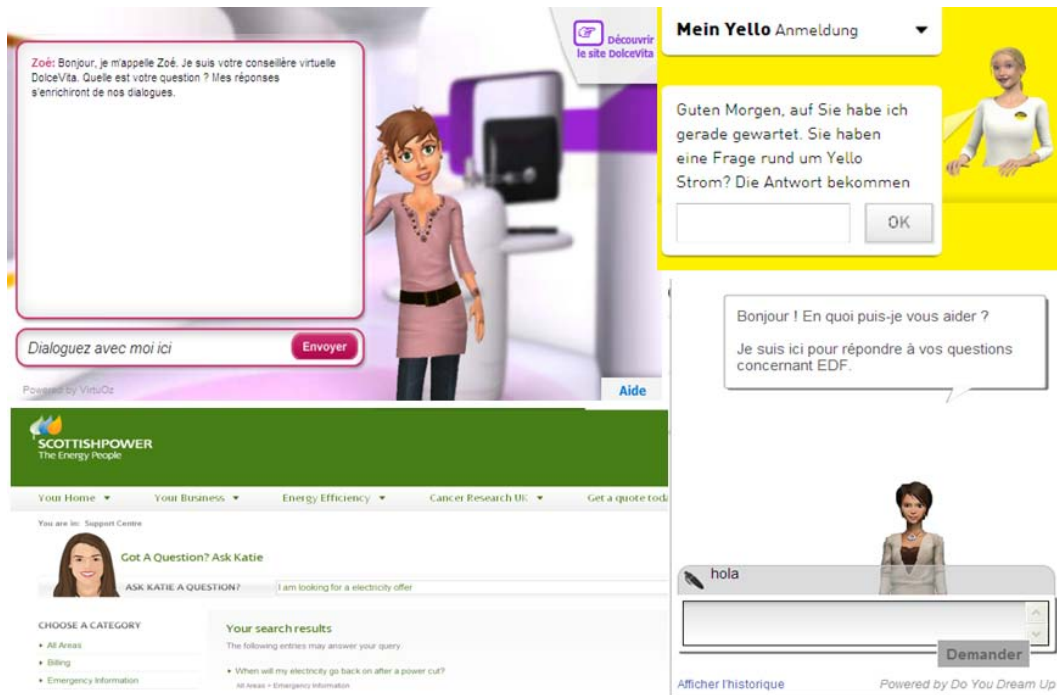 Zoé: Bonjour, je m'appelle Zoé. Je suis votre conseillère virtuelle
DolceVita. Quelle est votre question ? Mes réponses
s'enrichiront de nos dialogues.
Dialoguez avec moi ici
Envoyer
Powered by VirtuOz
Découvrir
le site DolceVita
Aide
Mein Yello Anmeldung
Guten Morgen, auf Sie habe ich
gerade gewartet. Sie haben
eine Frage rund um Yello
Strom? Die Antwort bekommen
OK
SCOTTISHPOWER
The Energy People
Your Home
Your Business
Energy Efficiency
Cancer Research UK
Get a quote toda
You are in: Support Centre
Got A Question? Ask Katie
ASK KATIE A QUESTION?
I am looking for a electricity offer
CHOOSE A CATEGORY
All Areas
Billing
Emergency Information
Your search results
The following entries may answer your query.
When will my electricity go back on after a power cut?
All Areas > Emergency Information
Bonjour ! En quoi puis-je vous aider ?
Je suis ici pour répondre à vos questions
concernant EDF.
hola
Demander
Afficher l'historique
Powered by Do You Dream Up